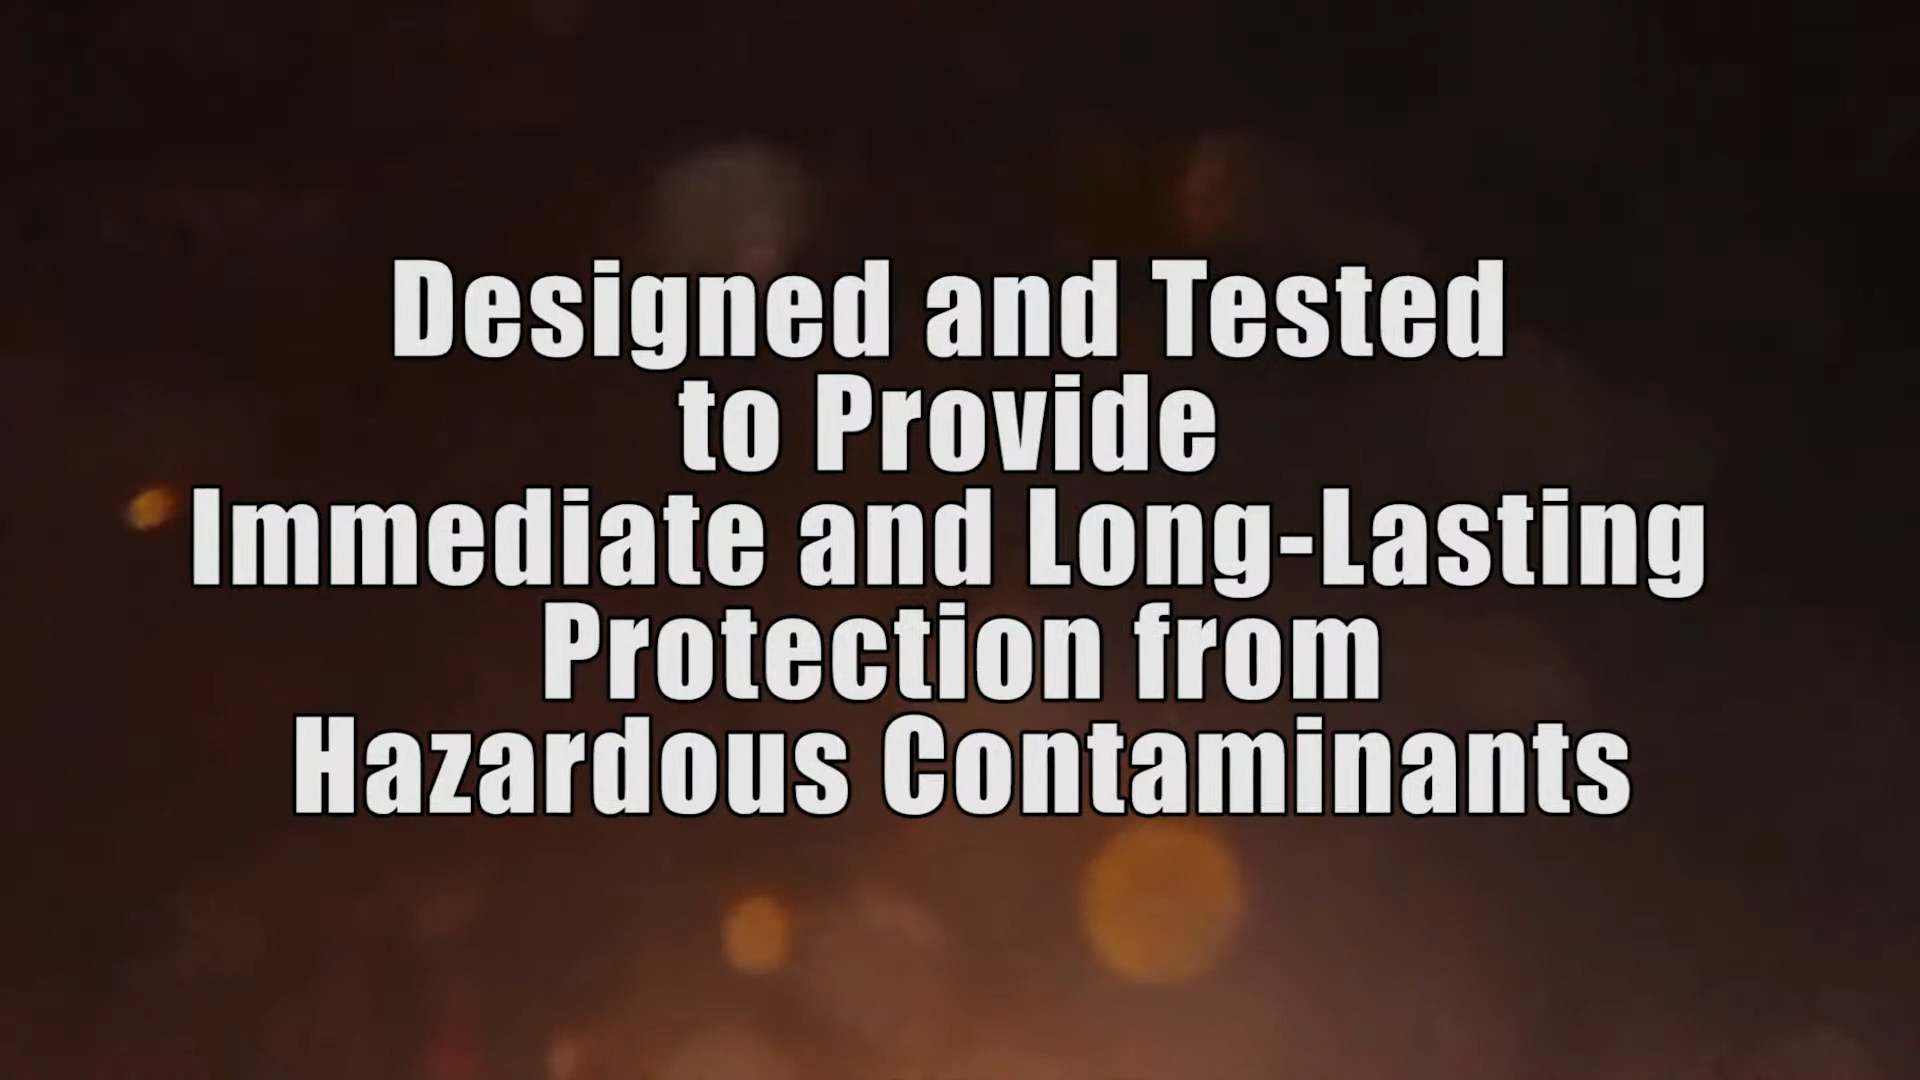 Designed and Tested
to Provide
Immediate and Long-Lasting
Protection from
Hazardous Contaminants